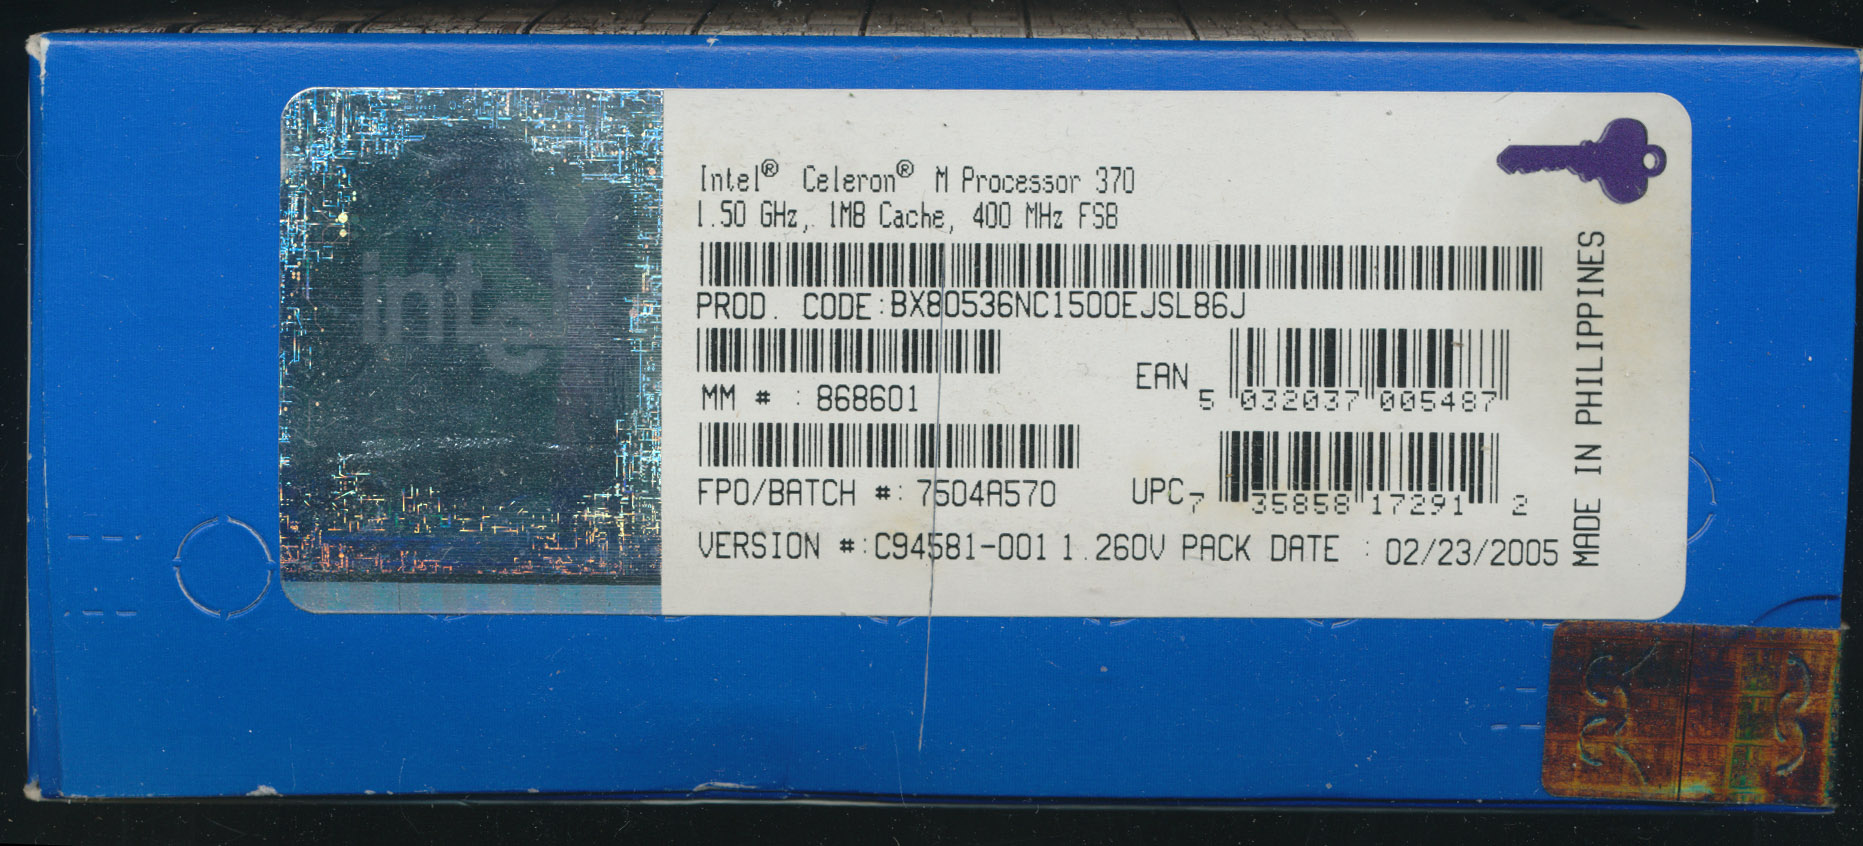 intel
Intel® Celeron® M Processor 370
1.50 GHz, 1MB Cache, 400 MHz FSB
PROD. CODE:BX80536NC1500EJSL86J
MM # : 868601
EAN 5 032037 005487
FPO/BATCH #: 7504A570
UPC 7 35858 17291 2
VERSION #:C94581-001 1.260V PACK DATE : 02/23/2005
MADE IN PHILIPPINES